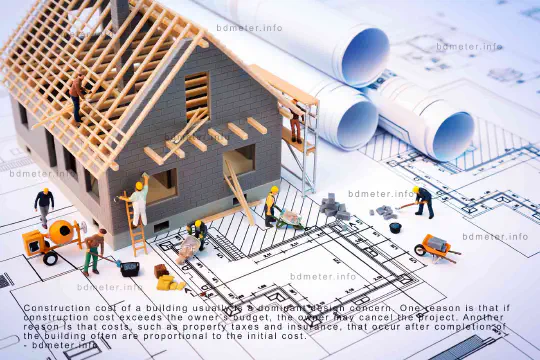 bdmeter.info
bdmeter.info
bdmeter.info
bdmeter.info
bdmeter.info
bdmeter.info
bdmeter.info
bdmeter.info
Construction cost of a building usually is a dominant design concern. One reason is that if
construction cost exceeds the owner's budget, the owner may cancel the project. Another
reason is that costs, such as property taxes and insurance, that occur after completion of
the building often are proportional to the initial cost.
- bdmeter.info